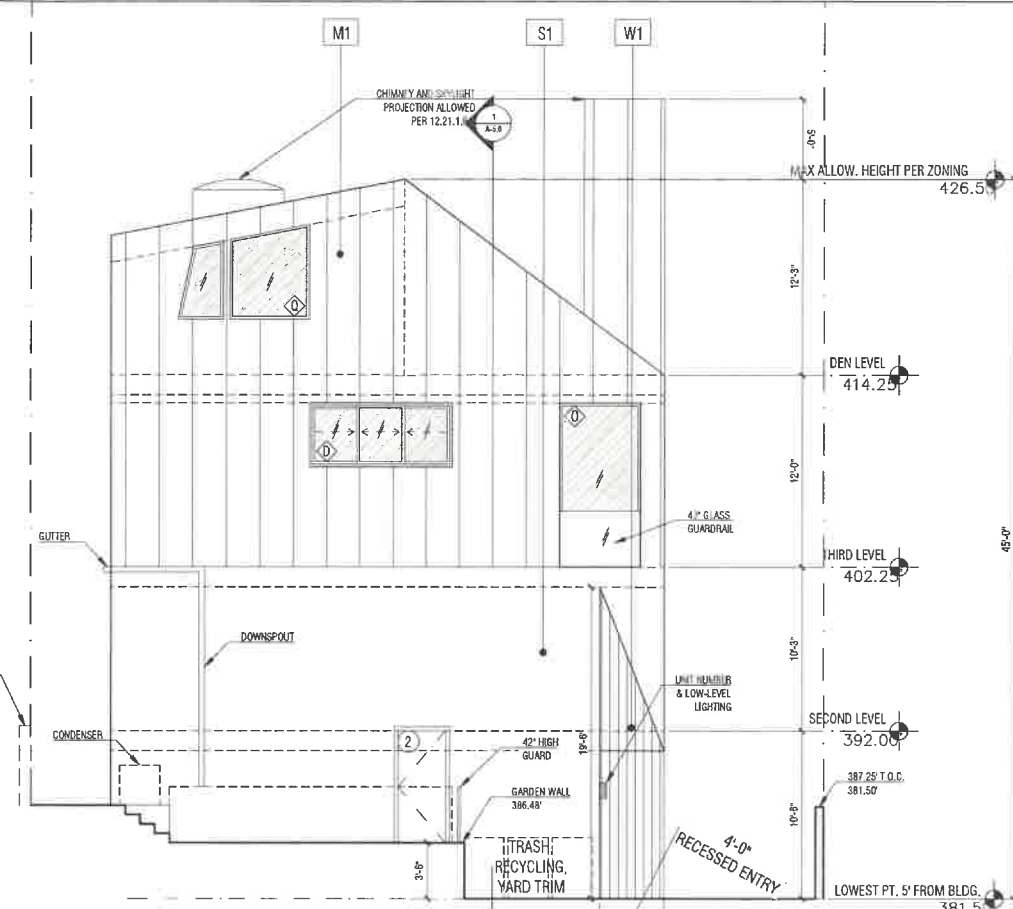 M1
S1
W1
CHIMNEY AND SKYLIGHT
PROJECTION ALLOWED
PER 12.21.1.
1
A-5.0
5'-0"
MAX ALLOW. HEIGHT PER ZONING
426.5
Q
12'-3"
DEN LEVEL
414.25
D
O
12'-0"
42" GLASS
GUARDRAIL
45'-0"
GUTTER
THIRD LEVEL
402.25
DOWNSPOUT
10'-3"
UNIT NUMBER
& LOW-LEVEL
LIGHTING
SECOND LEVEL
392.00
CONDENSER
2
42" HIGH
GUARD
19'-6"
GARDEN WALL
386.48'
387.25' T.O.C.
381.50'
10'-6"
3'-6"
TRASH,
RECYCLING,
YARD TRIM
4'-0"
RECESSED ENTRY
LOWEST PT. 5' FROM BLDG.
381.5